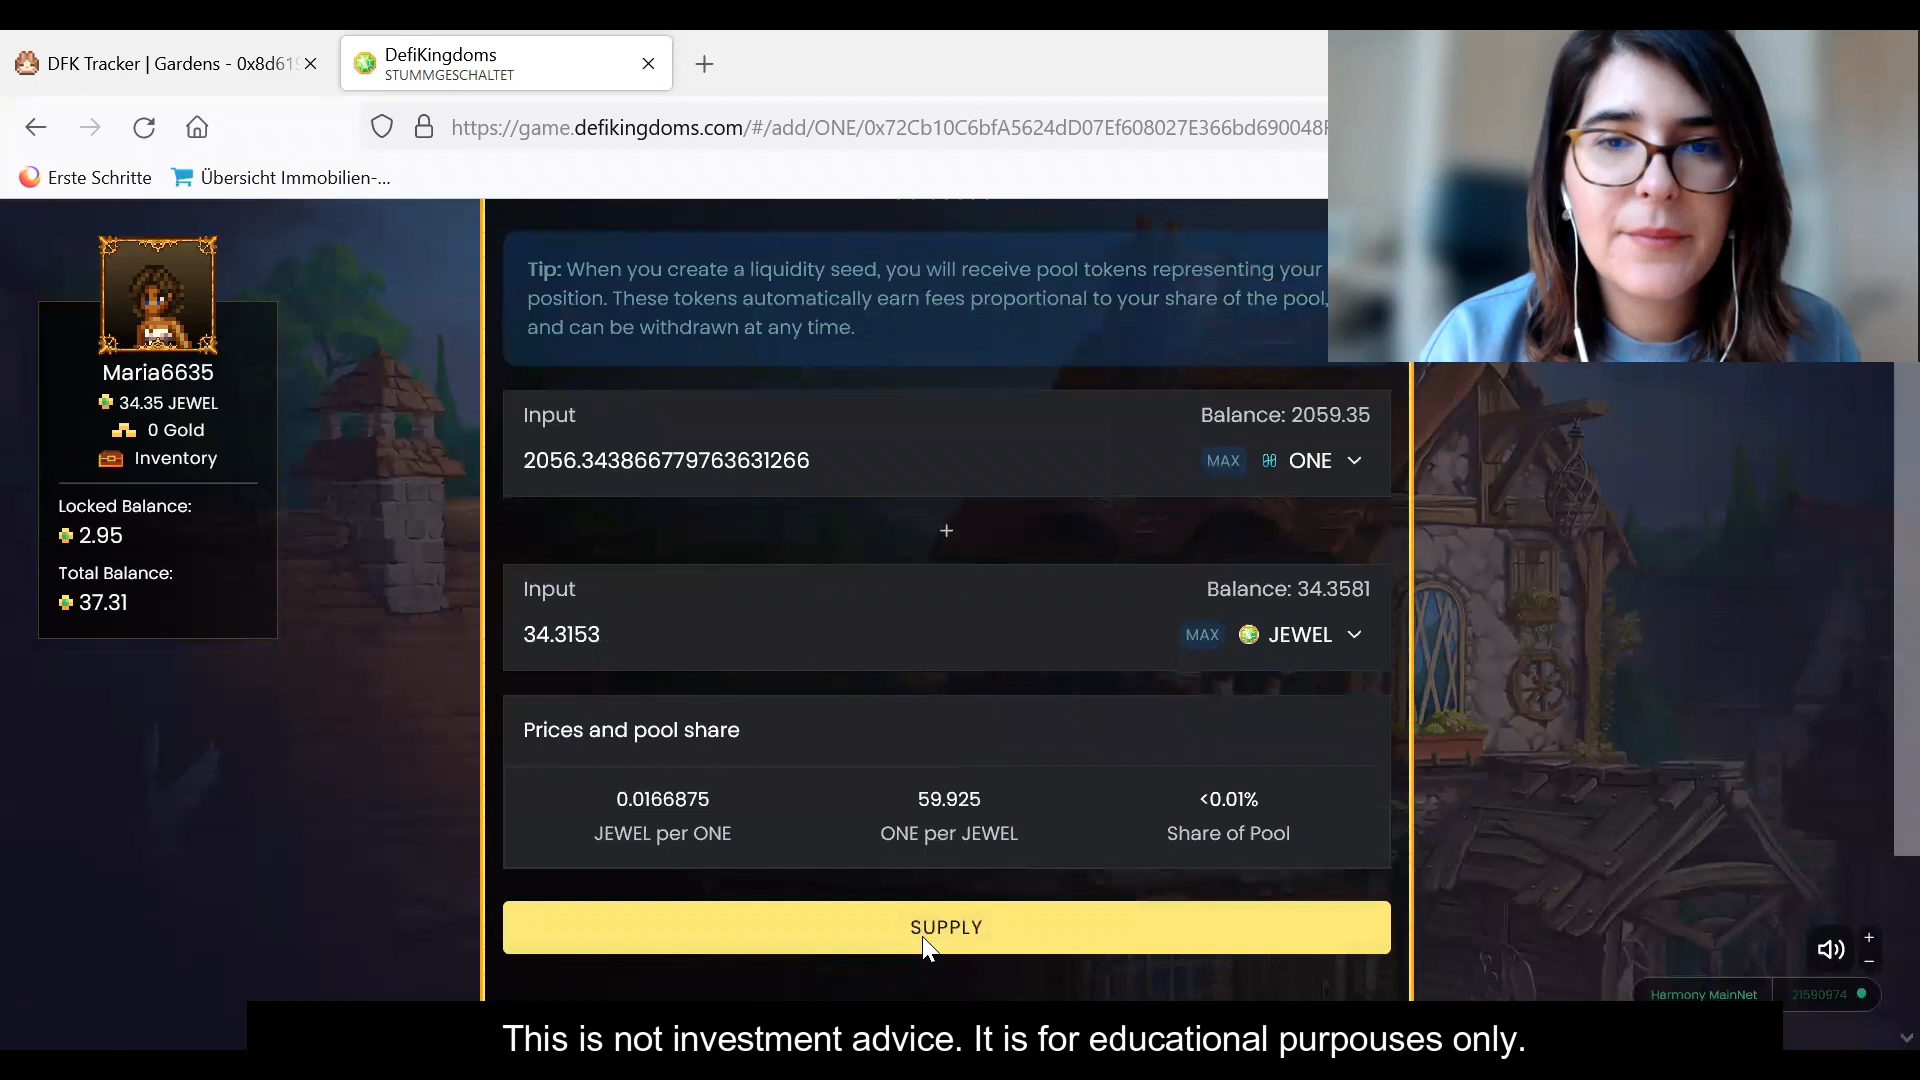 DFK Tracker | Gardens - 0x8d619
DefiKingdoms
STUMMGESCHALTET
https://game.defikingdoms.com/#/add/ONE/0x72Cb10C6bfA5624dD07Ef608027E366bd690048F
Erste Schritte
Übersicht Immobilien-...
Maria6635
34.35 JEWEL
0 Gold
Inventory
Locked Balance:
2.95
Total Balance:
37.31
Tip: When you create a liquidity seed, you will receive pool tokens representing your
position. These tokens automatically earn fees proportional to your share of the pool,
and can be withdrawn at any time.
Input
Balance: 2059.35
2056.343866779763631266
MAX
ONE
+
Input
Balance: 34.3581
34.3153
MAX
JEWEL
Prices and pool share
0.0166875
59.925
<0.01%
JEWEL per ONE
ONE per JEWEL
Share of Pool
SUPPLY
+
−
Harmony MainNet
21590974
This is not investment advice. It is for educational purpouses only.